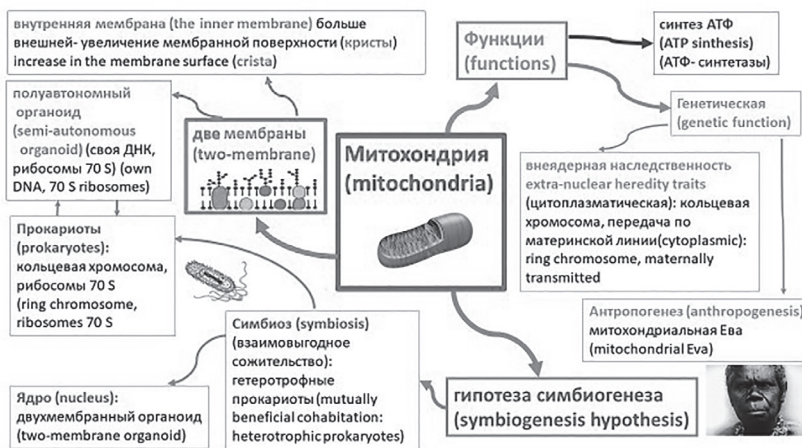 внутренняя мембрана (the inner membrane) больше
внешней- увеличение мембранной поверхности (кристы)
increase in the membrane surface (crista)
Функции
(functions)
синтез АТФ
(ATP sinthesis)
(АТФ- синтетазы)
полуавтономный
органоид
(semi-autonomous
organoid) (своя ДНК,
рибосомы 70 S) (own
DNA, 70 S ribosomes)
две мембраны
(two-membrane)
Митохондрия
(mitochondria)
Генетическая
(genetic function)
внеядерная наследственность
extra-nuclear heredity traits
(цитоплазматическая): кольцевая
хромосома, передача по
материнской линии(cytoplasmic):
ring chromosome, maternally
transmitted
Прокариоты
(prokaryotes):
кольцевая хромосома,
рибосомы 70 S
(ring chromosome,
ribosomes 70 S
Симбиоз (symbiosis)
(взаимовыгодное
сожительство):
гетеротрофные
прокариоты(mutually
beneficial cohabitation:
heterotrophic prokaryotes)
Антропогенез (anthropogenesis)
митохондриальная Ева
(mitochondrial Eva)
Ядро (nucleus):
двухмембранный органоид
(two-membrane organoid)
гипотеза симбиогенеза
(symbiogenesis hypothesis)